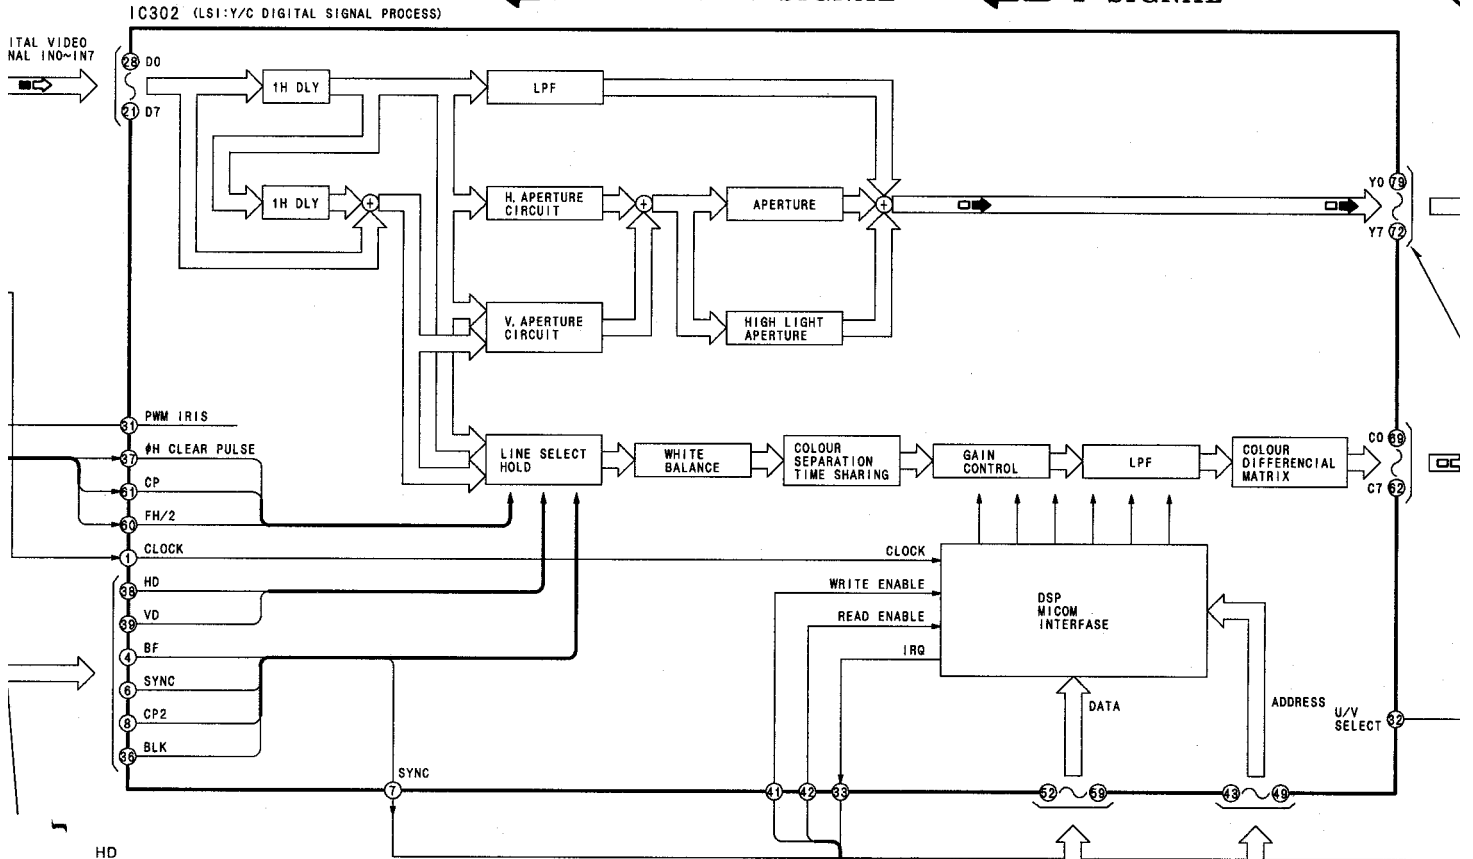 IC302 (LSI:Y/C DIGITAL SIGNAL PROCESS)
ITAL VIDEO
NAL IN0~IN7
28 D0
21 D7
1H DLY
LPF
1H DLY
+
H. APERTURE
CIRCUIT
+
APERTURE
+
Y0 79
Y7 72
V. APERTURE
CIRCUIT
HIGH LIGHT
APERTURE
31 PWM IRIS
37 ØH CLEAR PULSE
61 CP
60 FH/2
1 CLOCK
38 HD
39 VD
4 BF
6 SYNC
8 CP2
36 BLK
LINE SELECT
HOLD
WHITE
BALANCE
COLOUR
SEPARATION
TIME SHARING
GAIN
CONTROL
LPF
COLOUR
DIFFERENCIAL
MATRIX
C0 69
C7 62
CLOCK
WRITE ENABLE
READ ENABLE
IRQ
DSP
MICOM
INTERFASE
DATA
ADDRESS
U/V
SELECT 32
SYNC
7
41
42
33
52 ~ 59
43 ~ 49
HD